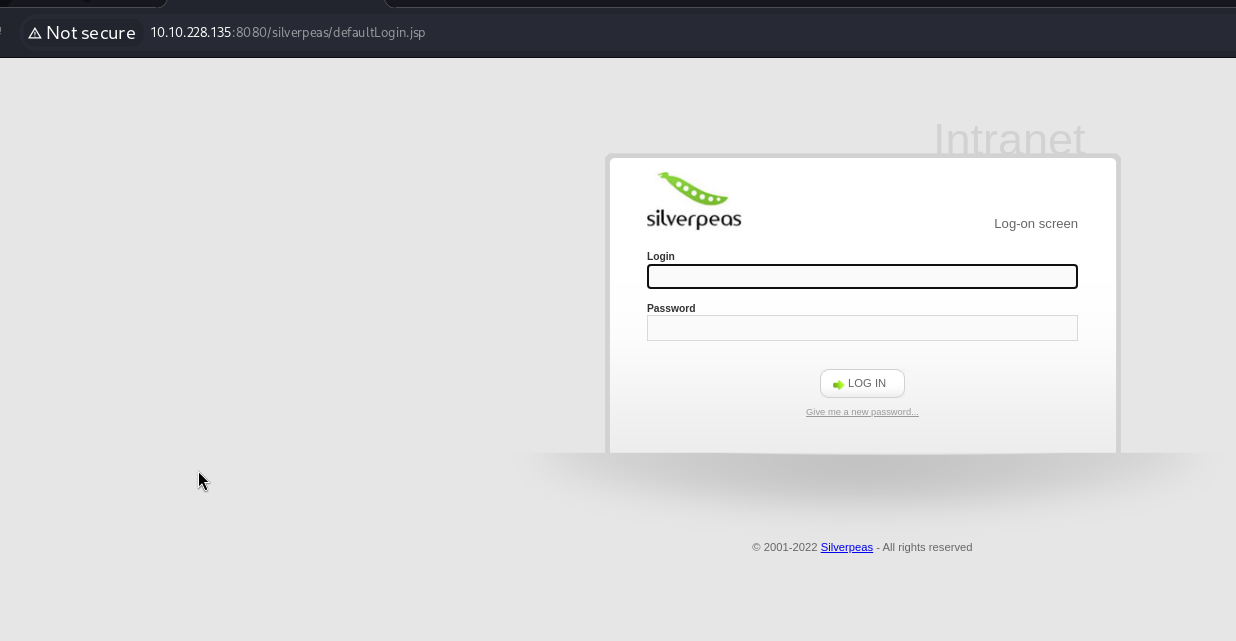 Not secure 10.10.228.135:8080/silverpeas/defaultLogin.jsp
Intranet
silverpeas
Log-on screen
Login
Password
LOG IN
Give me a new password...
© 2001-2022 Silverpeas - All rights reserved